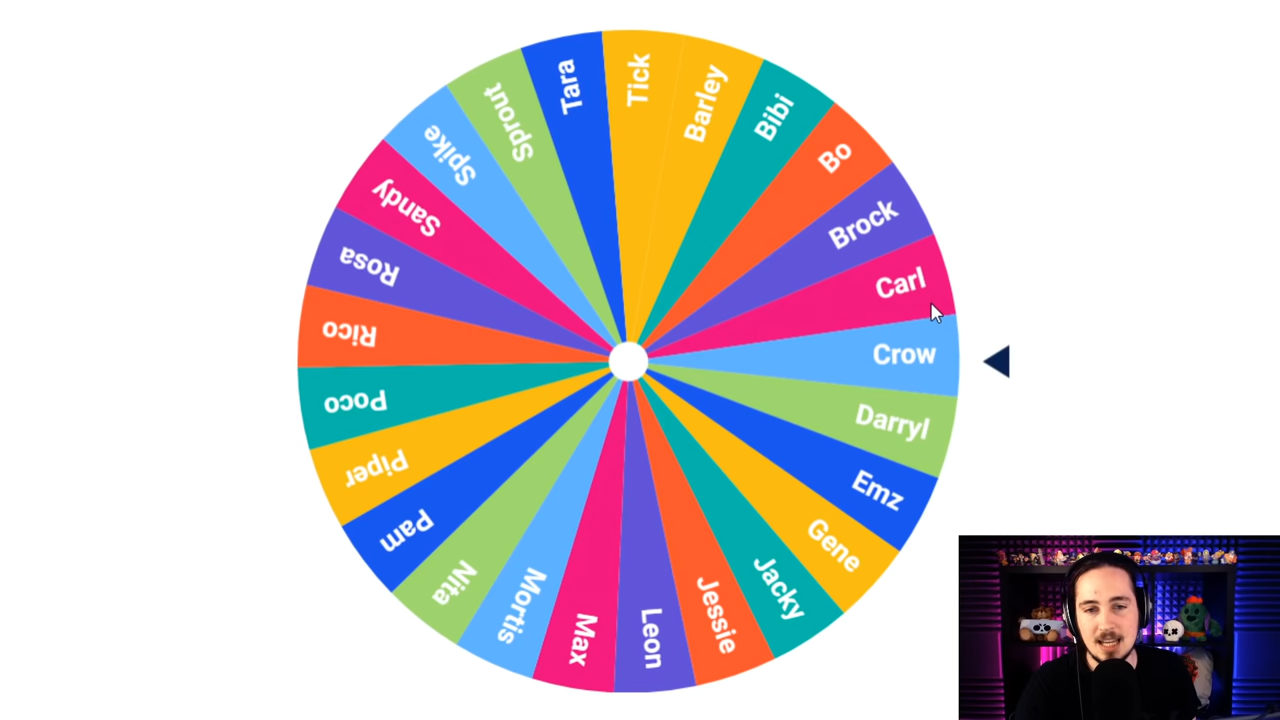 Tick
Barley
Bibi
Bo
Brock
Carl
Crow
Darryl
Emz
Gene
Jacky
Jessie
Leon
Max
Mortis
Nita
Pam
Piper
Poco
Rico
Rosa
Sandy
Spike
Sprout
Tara